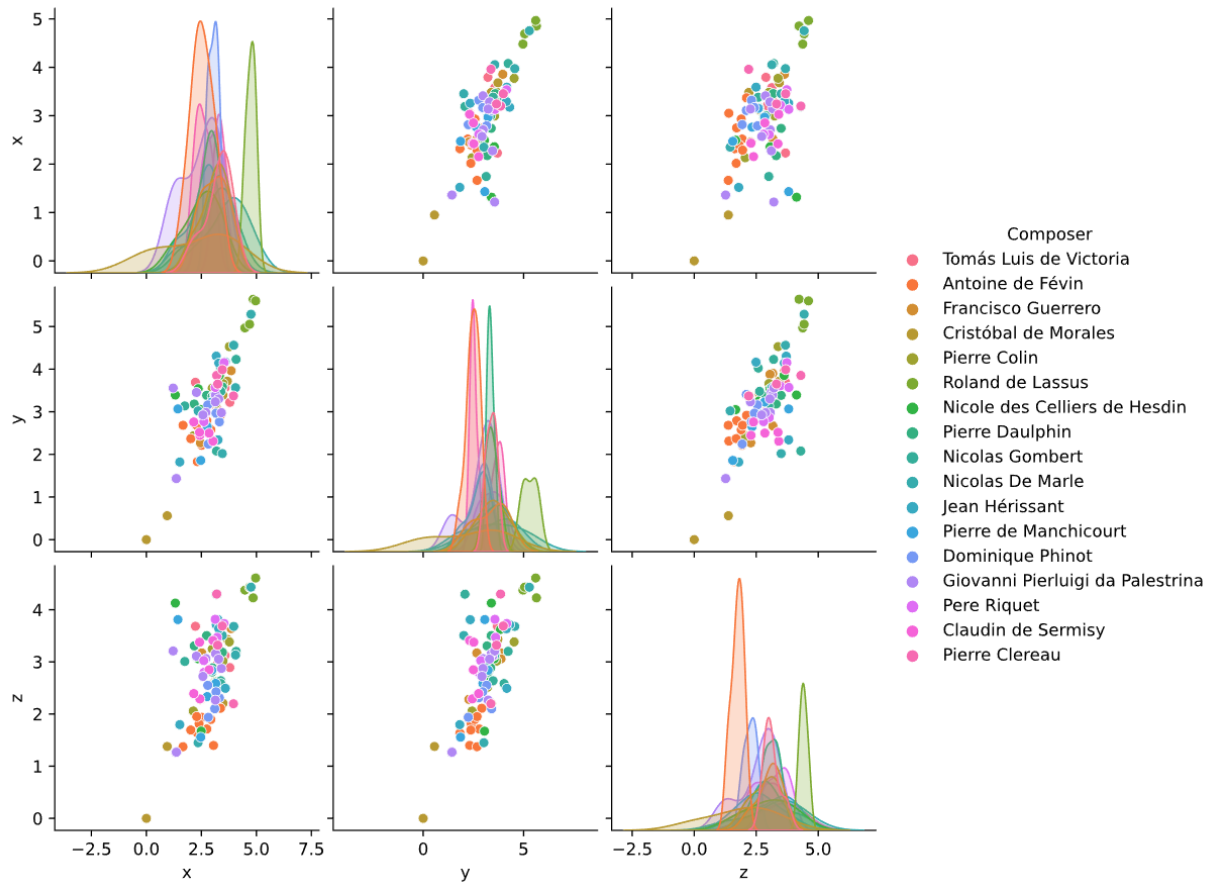 5
4
3
2
1
0
x
5
4
3
2
1
0
y
4
3
2
1
0
z
−2.5 0.0 2.5 5.0 7.5
x
0 5
y
−2.5 0.0 2.5 5.0
z
Composer
Tomás Luis de Victoria
Antoine de Févin
Francisco Guerrero
Cristóbal de Morales
Pierre Colin
Roland de Lassus
Nicole des Celliers de Hesdin
Pierre Daulphin
Nicolas Gombert
Nicolas De Marle
Jean Hérissant
Pierre de Manchicourt
Dominique Phinot
Giovanni Pierluigi da Palestrina
Pere Riquet
Claudin de Sermisy
Pierre Clereau